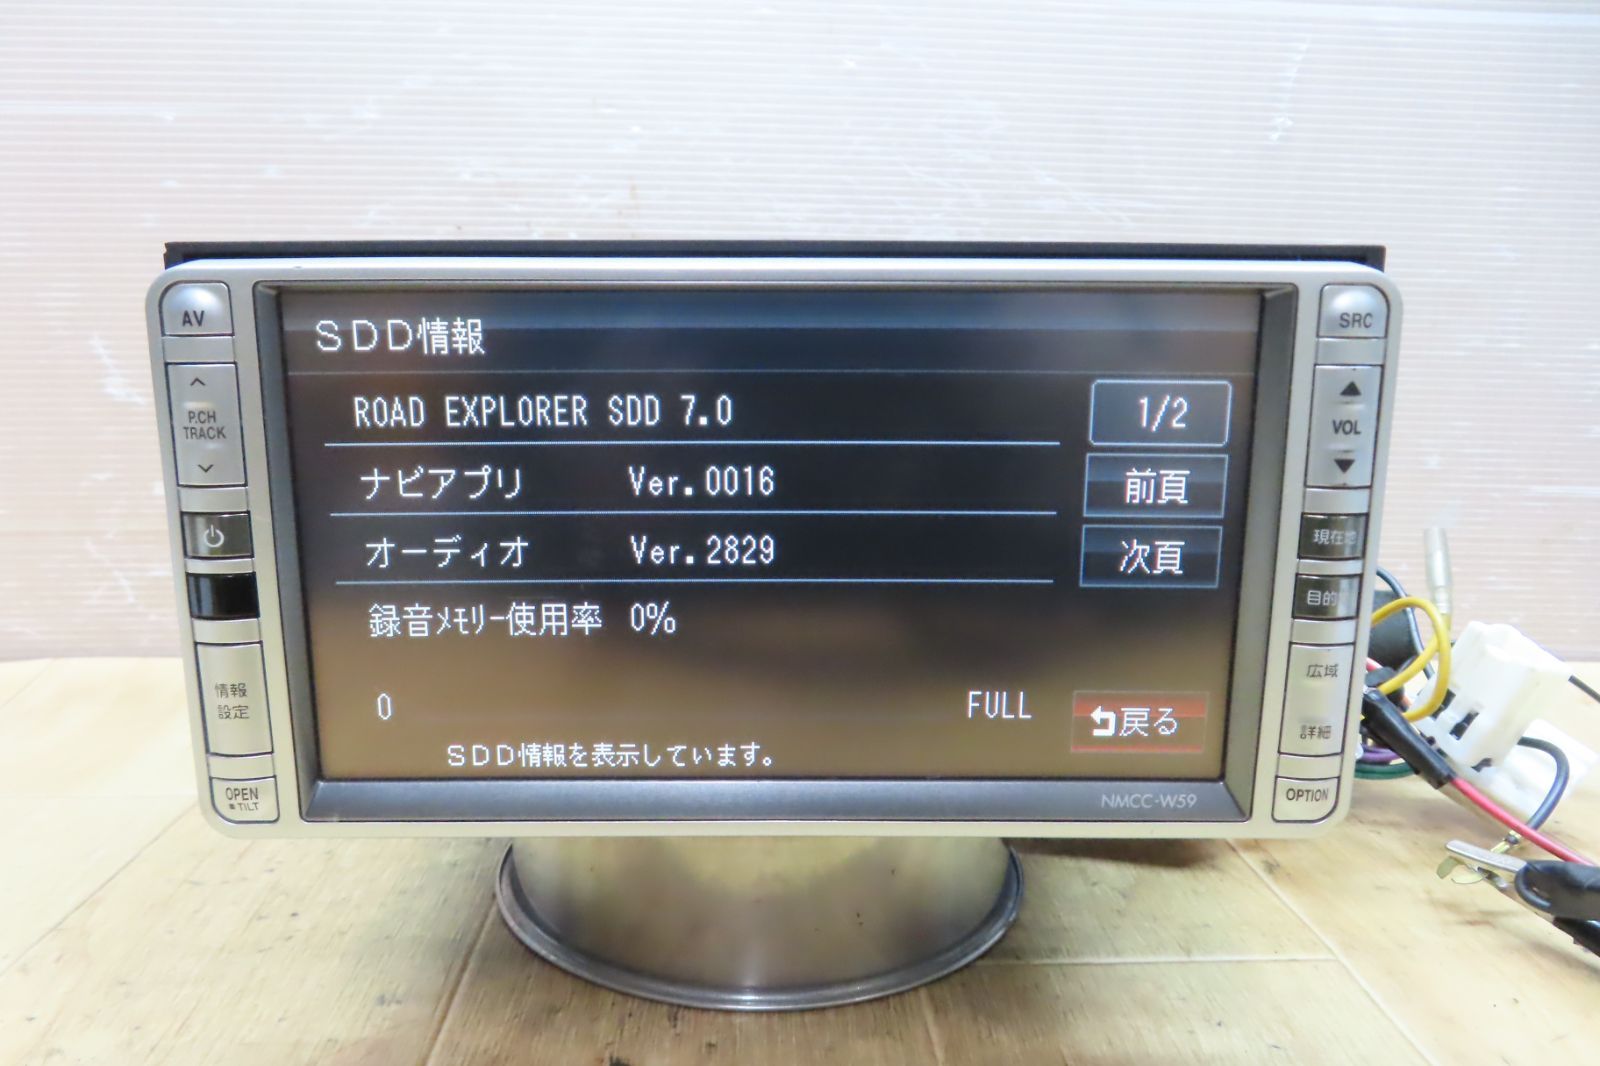 AV
P.CH
TRACK
情報
設定
OPEN
■TILT
SDD情報
ROAD EXPLORER SDD 7.0
1/2
ナビアプリ Ver.0016
前頁
オーディオ Ver.2829
次頁
録音メモリー使用率 0%
0 FULL
戻る
SDD情報を表示しています。
NMCC-W59
SRC
VOL
現在地
目的
広域
詳細
OPTION